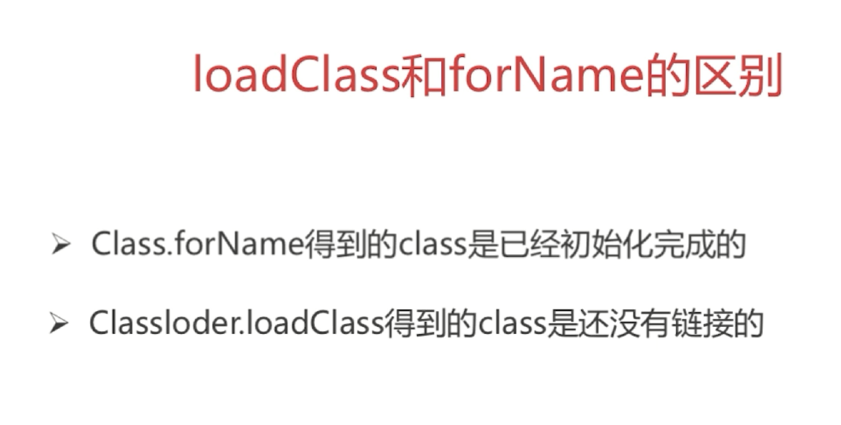 loadClass和forName的区别
➢ Class.forName得到的class是已经初始化完成的
➢ Classloder.loadClass得到的class是还没有链接的